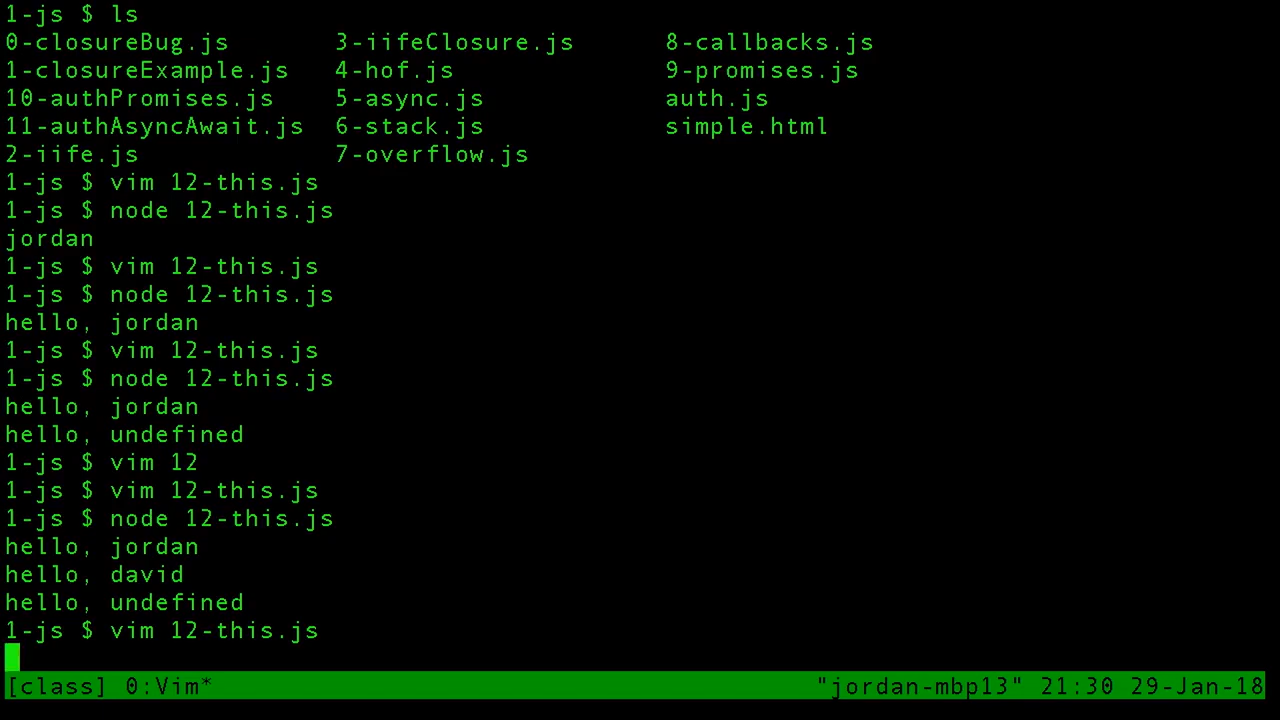 1-js $ ls
0-closureBug.js 3-iifeClosure.js 8-callbacks.js
1-closureExample.js 4-hof.js 9-promises.js
10-authPromises.js 5-async.js auth.js
11-authAsyncAwait.js 6-stack.js simple.html
2-iife.js 7-overflow.js
1-js $ vim 12-this.js
1-js $ node 12-this.js
jordan
1-js $ vim 12-this.js
1-js $ node 12-this.js
hello, jordan
1-js $ vim 12-this.js
1-js $ node 12-this.js
hello, jordan
hello, undefined
1-js $ vim 12
1-js $ vim 12-this.js
1-js $ node 12-this.js
hello, jordan
hello, david
hello, undefined
1-js $ vim 12-this.js
[class] 0:Vim* "jordan-mbp13" 21:30 29-Jan-18